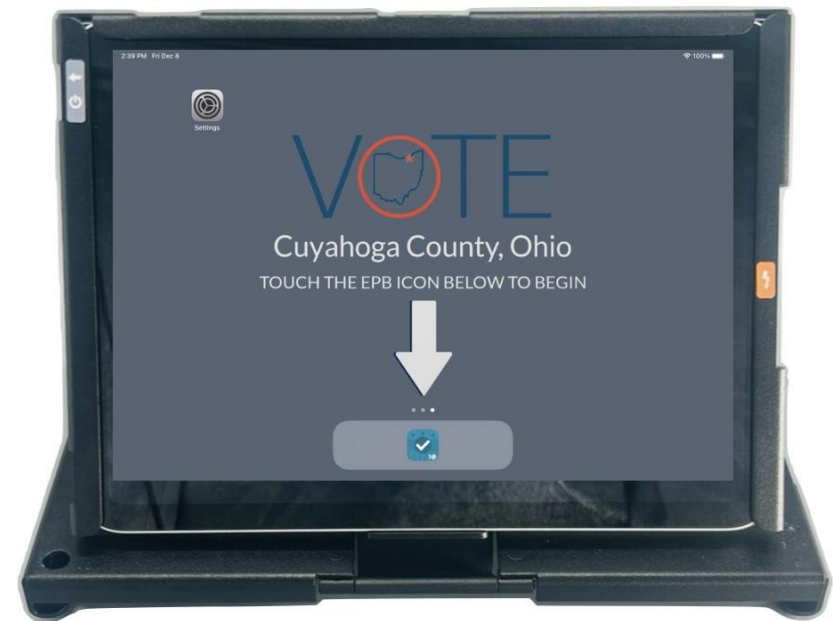 2:39 PM Fri Dec 8
100%
Settings
VOTE
Cuyahoga County, Ohio
TOUCH THE EPB ICON BELOW TO BEGIN